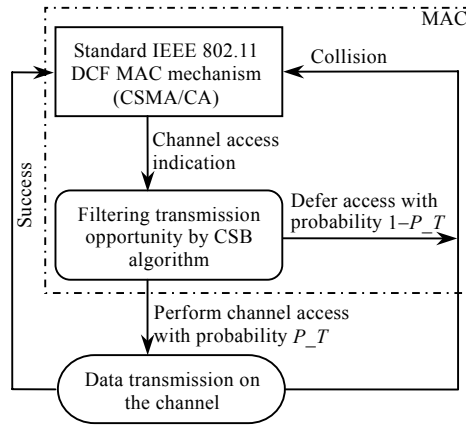 MAC
Standard IEEE 802.11
DCF MAC mechanism
(CSMA/CA)
Collision
Channel access
indication
Success
Filtering transmission
opportunity by CSB
algorithm
Defer access with
probability 1–P_T
Perform channel access
with probability P_T
Data transmission on
the channel